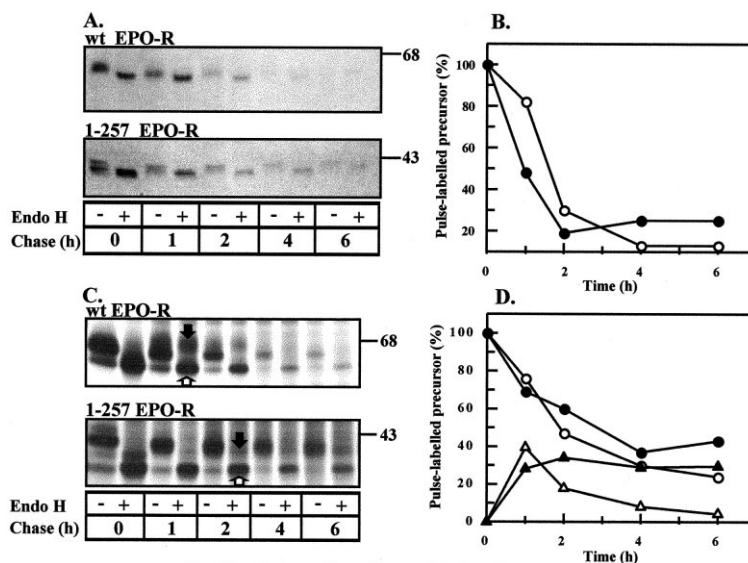 A.
wt EPO-R
68
1-257 EPO-R
43
Endo H - + - + - + - + - +
Chase (h) 0 1 2 4 6
B.
Pulse-labelled precursor (%)
100
80
60
40
20
0 2 4 6
Time (h)
C.
wt EPO-R
68
1-257 EPO-R
43
Endo H - + - + - + - + - +
Chase (h) 0 1 2 4 6
D.
Pulse-labelled precursor (%)
100
80
60
40
20
0
0 2 4 6
Time (h)